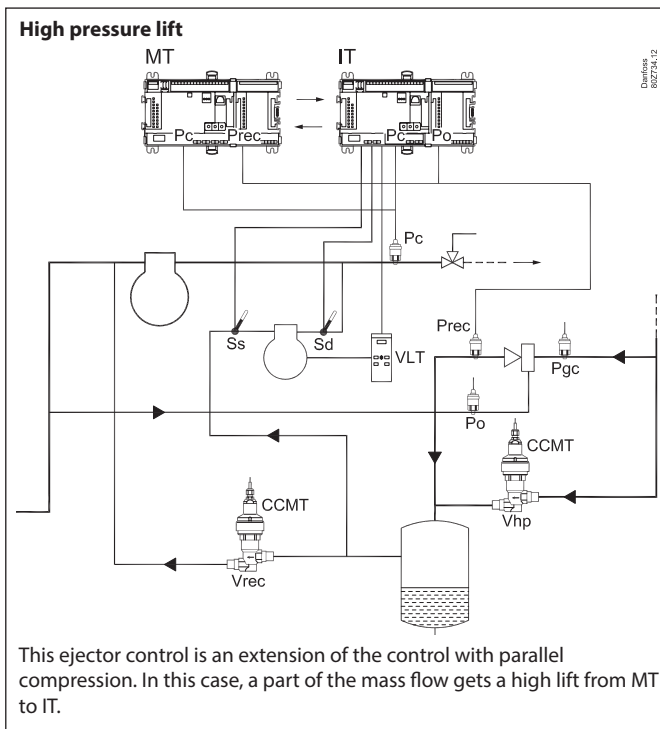 High pressure lift
MT
IT
Danfoss
80Z734.12
Pc Prec
Pc Po
Pc
Prec
Pgc
Ss
Sd
VLT
Po
CCMT
Vhp
CCMT
Vrec
This ejector control is an extension of the control with parallel
compression. In this case, a part of the mass flow gets a high lift from MT
to IT.